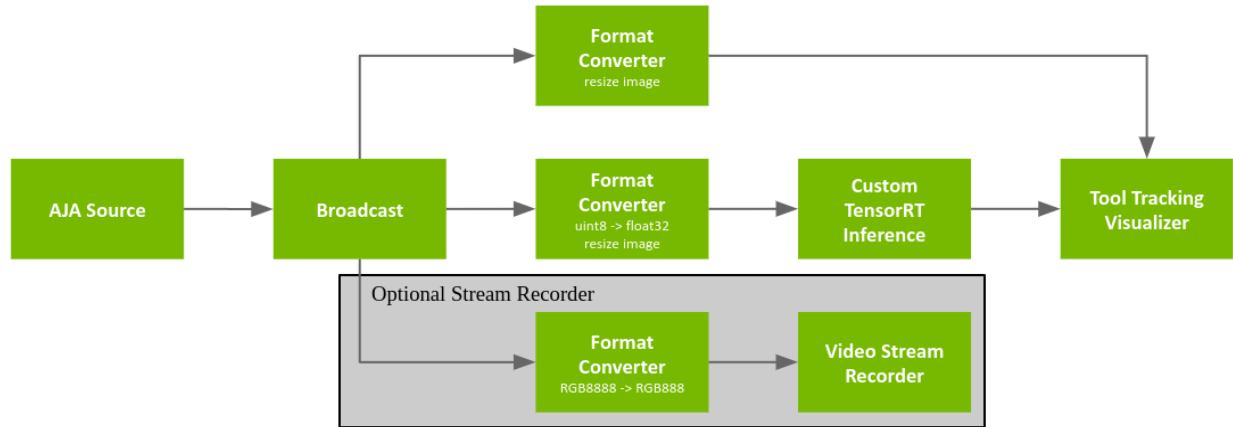 Format
Converter
resize image
AJA Source
Broadcast
Format
Converter
uint8 -> float32
resize image
Custom
TensorRT
Inference
Tool Tracking
Visualizer
Optional Stream Recorder
Format
Converter
RGB8888 -> RGB888
Video Stream
Recorder